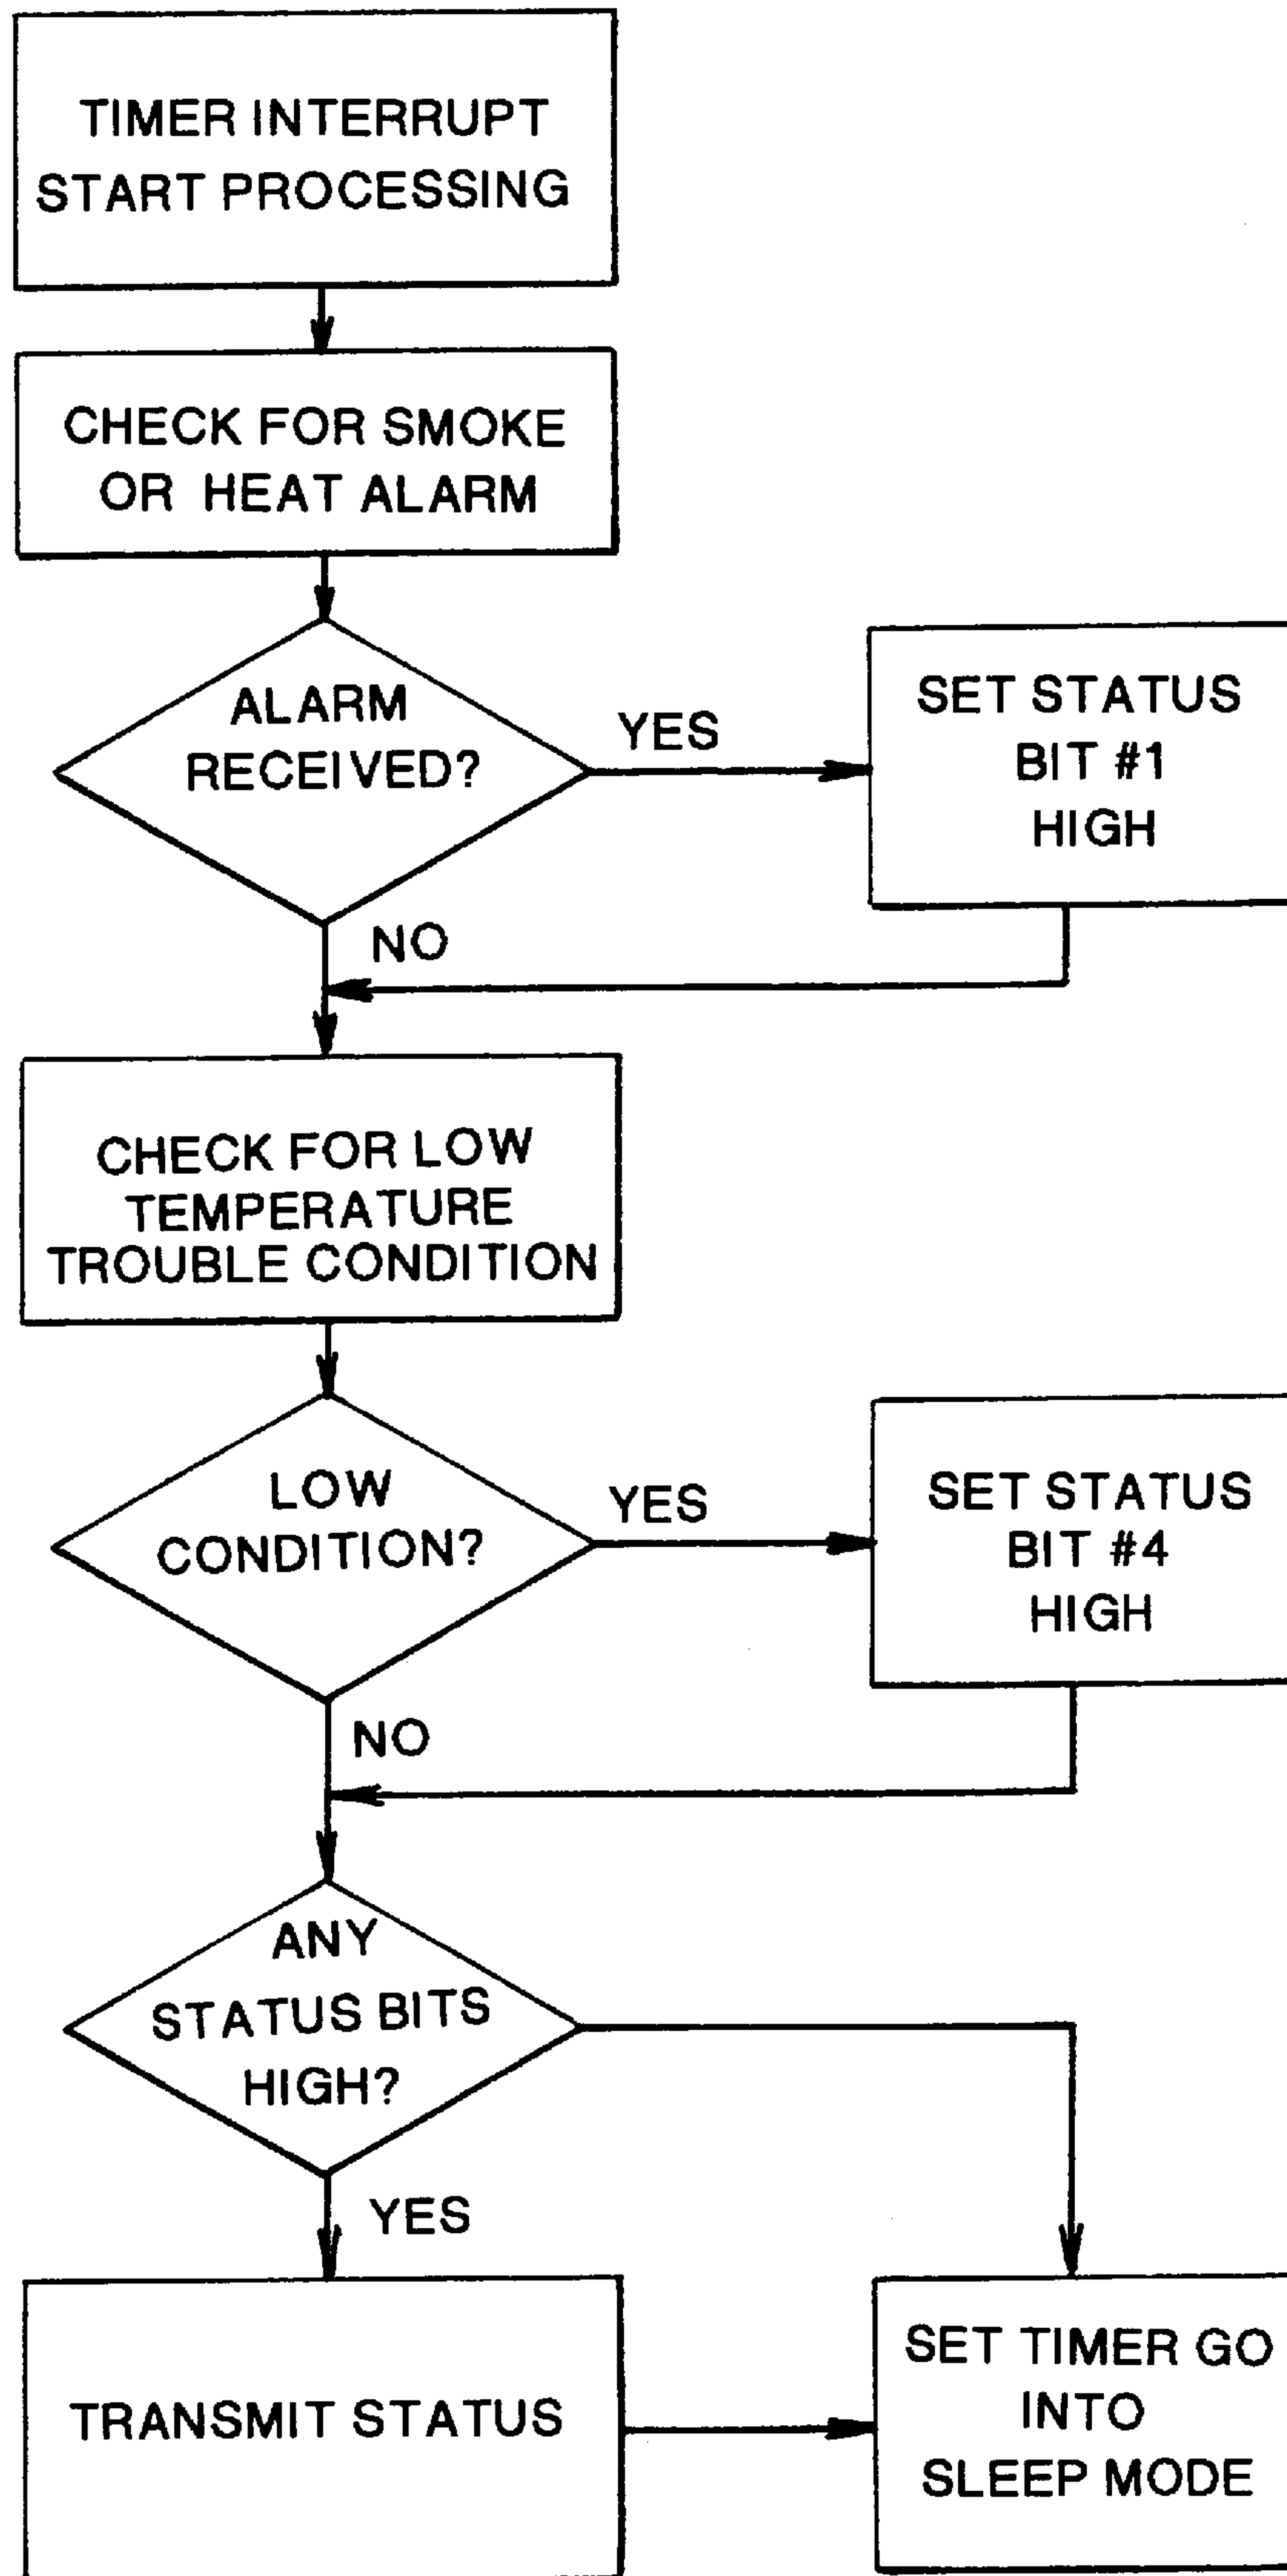 TIMER INTERRUPT
START PROCESSING
CHECK FOR SMOKE
OR HEAT ALARM
ALARM
RECEIVED?
YES
SET STATUS
BIT #1
HIGH
NO
CHECK FOR LOW
TEMPERATURE
TROUBLE CONDITION
LOW
CONDITION?
YES
SET STATUS
BIT #4
HIGH
NO
ANY
STATUS BITS
HIGH?
YES
TRANSMIT STATUS
SET TIMER GO
INTO
SLEEP MODE